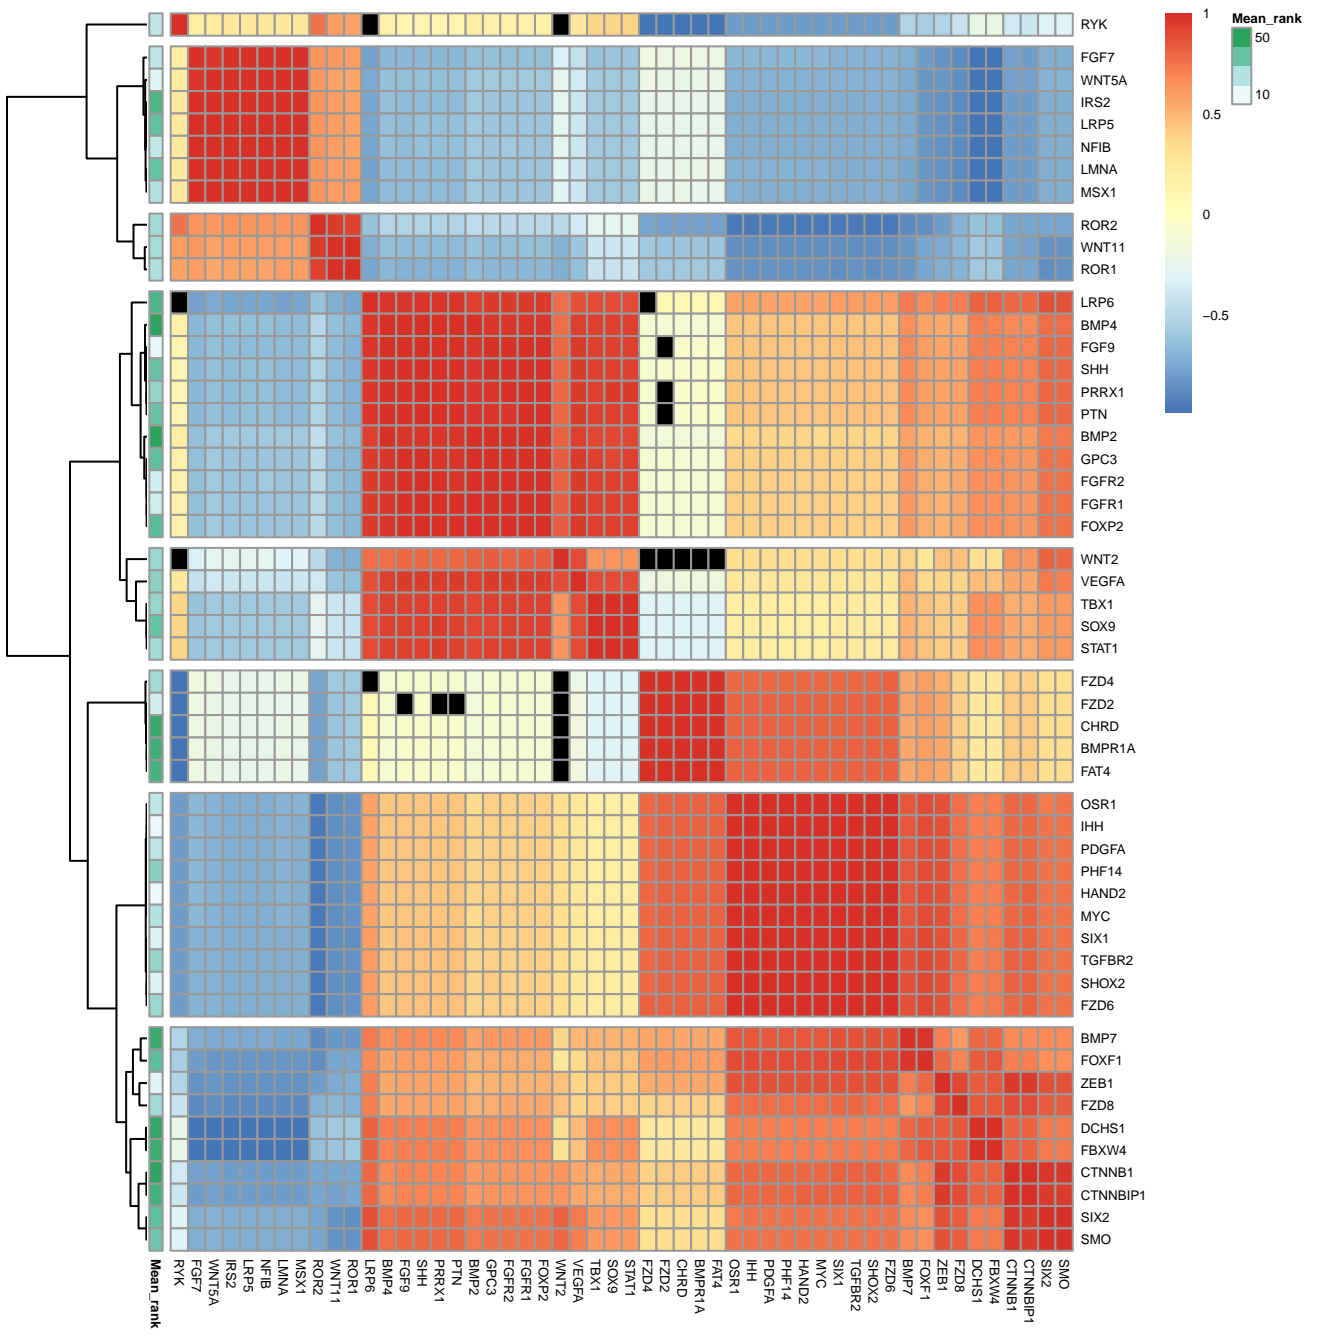 1
0.5
0
−0.5
Mean_rank
50
10
RYK
FGF7
WNT5A
IRS2
LRP5
NFIB
LMNA
MSX1
ROR2
WNT11
ROR1
LRP6
BMP4
FGF9
SHH
PRRX1
PTN
BMP2
GPC3
FGFR2
FGFR1
FOXP2
WNT2
VEGFA
TBX1
SOX9
STAT1
FZD4
FZD2
CHRD
BMPR1A
FAT4
OSR1
IHH
PDGFA
PHF14
HAND2
MYC
SIX1
TGFBR2
SHOX2
FZD6
BMP7
FOXF1
ZEB1
FZD8
DCHS1
FBXW4
CTNNB1
CTNNBIP1
SIX2
SMO
Mean_rank
RYK
FGF7
WNT5A
IRS2
LRP5
NFIB
LMNA
MSX1
ROR2
WNT11
ROR1
LRP6
BMP4
FGF9
SHH
PRRX1
PTN
BMP2
GPC3
FGFR2
FGFR1
FOXP2
WNT2
VEGFA
TBX1
SOX9
STAT1
FZD4
FZD2
CHRD
BMPR1A
FAT4
OSR1
IHH
PDGFA
PHF14
HAND2
MYC
SIX1
TGFBR2
SHOX2
FZD6
BMP7
FOXF1
ZEB1
FZD8
DCHS1
FBXW4
CTNNB1
CTNNBIP1
SIX2
SMO